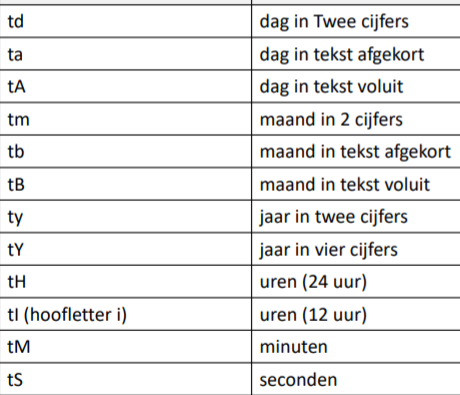 td dag in Twee cijfers
ta dag in tekst afgekort
tA dag in tekst voluit
tm maand in 2 cijfers
tb maand in tekst afgekort
tB maand in tekst voluit
ty jaar in twee cijfers
tY jaar in vier cijfers
tH uren (24 uur)
tI (hoofletter i) uren (12 uur)
tM minuten
tS seconden